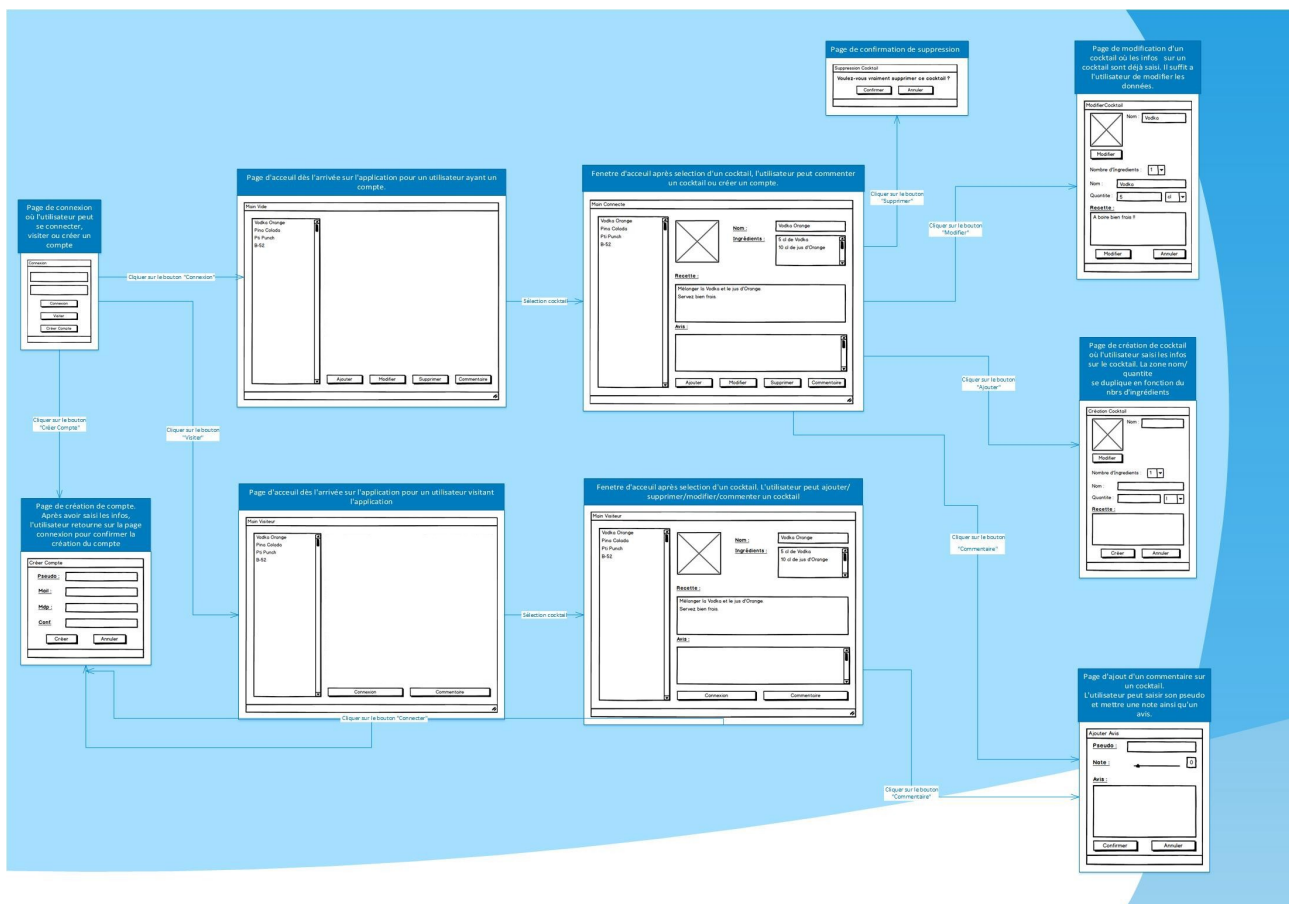 Page de confirmation de suppression
Suppression Cocktail
Voulez-vous vraiment supprimer ce cocktail ?
Confirmer
Annuler
Page de modification d'un
cocktail où les infos sur un
cocktail sont déjà saisi. Il suffit a
l'utilisateur de modifier les
données.
ModifierCocktail
Nom
Vodka
Modifier
Nombre d'Ingredients :
1
Nom :
Vodka
Quantite :
5
cl
Recette :
A boire bien frais !!
Modifier
Annuler
Cliquer sur le bouton
"Supprimer"
Cliquer sur le bouton
"Modifier"
Page de connexion
où l'utilisateur peut
se connecter,
visiter ou créer un
compte
Connexion
Connexion
Visiter
Créer Compte
Cliquer sur le bouton "Connexion"
Page d'acceuil dès l'arrivée sur l'application pour un utilisateur ayant un
compte.
Main Vide
Vodka Orange
Pina Colada
Pti Punch
B-52
Ajouter
Modifier
Supprimer
Commentaire
Sélection cocktail
Fenetre d'acceuil après selection d'un cocktail, l'utilisateur peut commenter
un cocktail ou créer un compte.
Main Connecte
Vodka Orange
Pina Colada
Pti Punch
B-52
Nom :
Vodka Orange
Ingrédients :
5 cl de Vodka
10 cl de jus d'Orange
Recette :
Mélanger la Vodka et le jus d'Orange
Servez bien frais
Avis :
Ajouter
Modifier
Supprimer
Commentaire
Cliquer sur le bouton
"Ajouter"
Page de création de cocktail
où l'utilisateur saisi les infos
sur le cocktail. La zone nom/
quantite
se duplique en fonction du
nbrs d'ingrédients
Création Cocktail
Nom
Modifier
Nombre d'Ingredients :
1
Nom :
Quantite :
1
Recette :
Créer
Annuler
Cliquer sur le bouton
"Créer Compte"
Cliquer sur le bouton
"Visiter"
Page de création de compte.
Après avoir saisi les infos,
l'utilisateur retourne sur la page
connexion pour confirmer la
création du compte
Créer Compte
Pseudo :
Mail :
Mdp :
Conf
Créer
Annuler
Page d'acceuil dès l'arrivée sur l'application pour un utilisateur visitant
l'application
Main Visiteur
Vodka Orange
Pina Colada
Pti Punch
B-52
Connexion
Commentaire
Sélection cocktail
Fenetre d'acceuil après selection d'un cocktail. L'utilisateur peut ajouter/
supprimer/modifier/commenter un cocktail
Main Visiteur
Vodka Orange
Pina Colada
Pti Punch
B-52
Nom :
Vodka Orange
Ingrédients :
5 cl de Vodka
10 cl de jus d'Orange
Recette :
Mélanger la Vodka et le jus d'Orange
Servez bien frais
Avis :
Connexion
Commentaire
Cliquer sur le bouton "Connecter"
Cliquer sur le bouton
"Commentaire"
Cliquer sur le bouton
"Commentaire"
Page d'ajout d'un commentaire sur
un cocktail.
L'utilisateur peut saisir son pseudo
et mettre une note ainsi qu'un
avis.
Ajouter Avis
Pseudo :
Note :
0
Avis :
Confirmer
Annuler